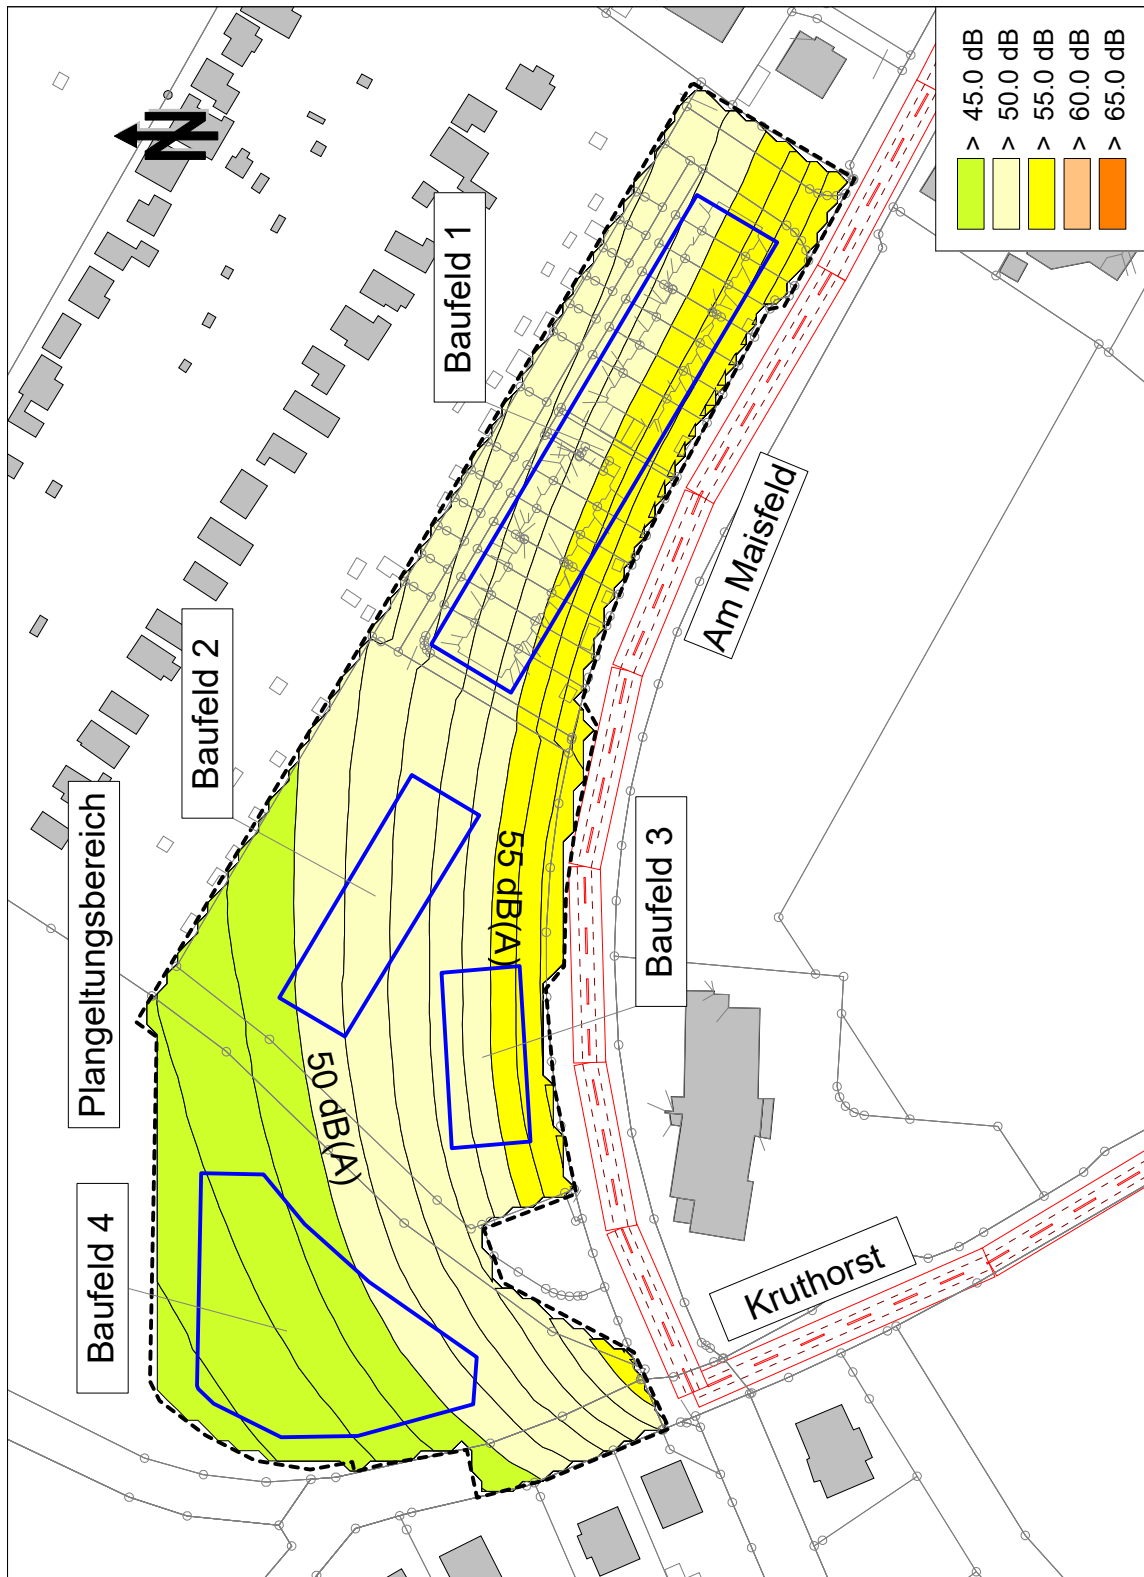 Plangeltungsbereich
Baufeld 4
Baufeld 2
Baufeld 1
N
50 dB(A)
55 dB(A)
Baufeld 3
Kruthorst
Am Maisfeld
> 45.0 dB
> 50.0 dB
> 55.0 dB
> 60.0 dB
> 65.0 dB